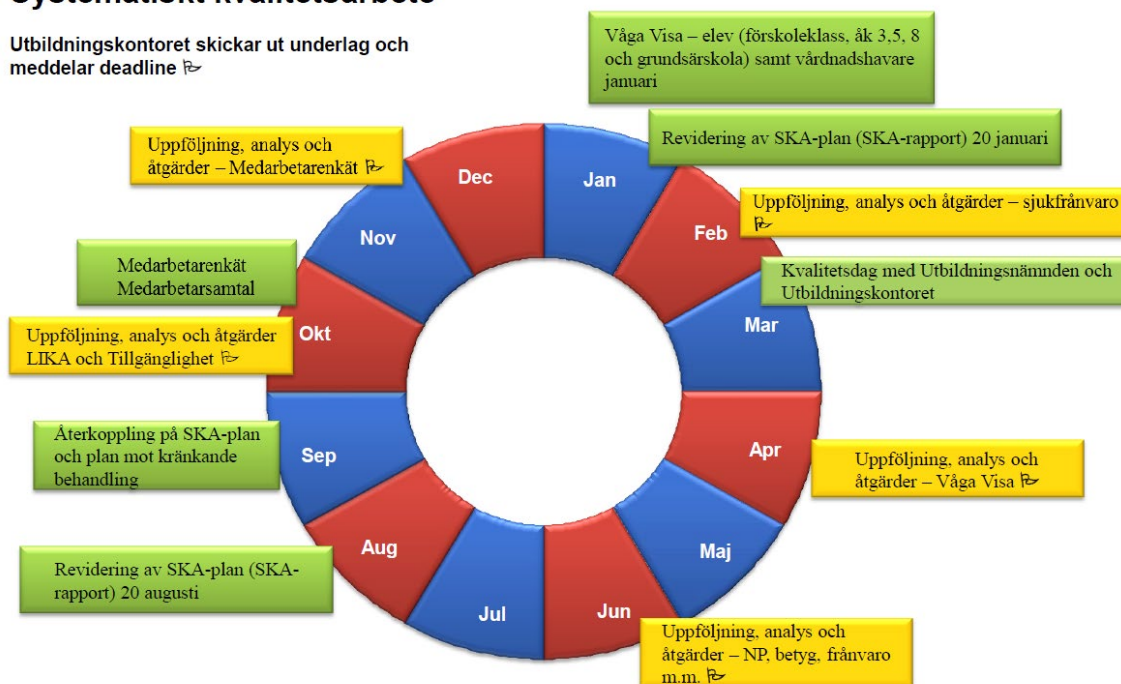 Systematiskt kvalitetsarbete
Utbildningskontoret skickar ut underlag och
meddelar deadline
Våga Visa – elev (förskoleklass, åk 3,5, 8
och grundsärskola) samt vårdnadshavare
januari
Revidering av SKA-plan (SKA-rapport) 20 januari
Uppföljning, analys och åtgärder – sjukfrånvaro
Kvalitetsdag med Utbildningsnämnden och
Utbildningskontoret
Uppföljning, analys och
åtgärder – Våga Visa
Uppföljning, analys och
åtgärder – NP, betyg, frånvaro
m.m.
Revidering av SKA-plan (SKA-
rapport) 20 augusti
Återkoppling på SKA-plan
och plan mot kränkande
behandling
Uppföljning, analys och åtgärder
LIKA och Tillgänglighet
Medarbetarenkät
Medarbetarsamtal
Uppföljning, analys och
åtgärder – Medarbetarenkät
Jan
Feb
Mar
Apr
Maj
Jun
Jul
Aug
Sep
Okt
Nov
Dec